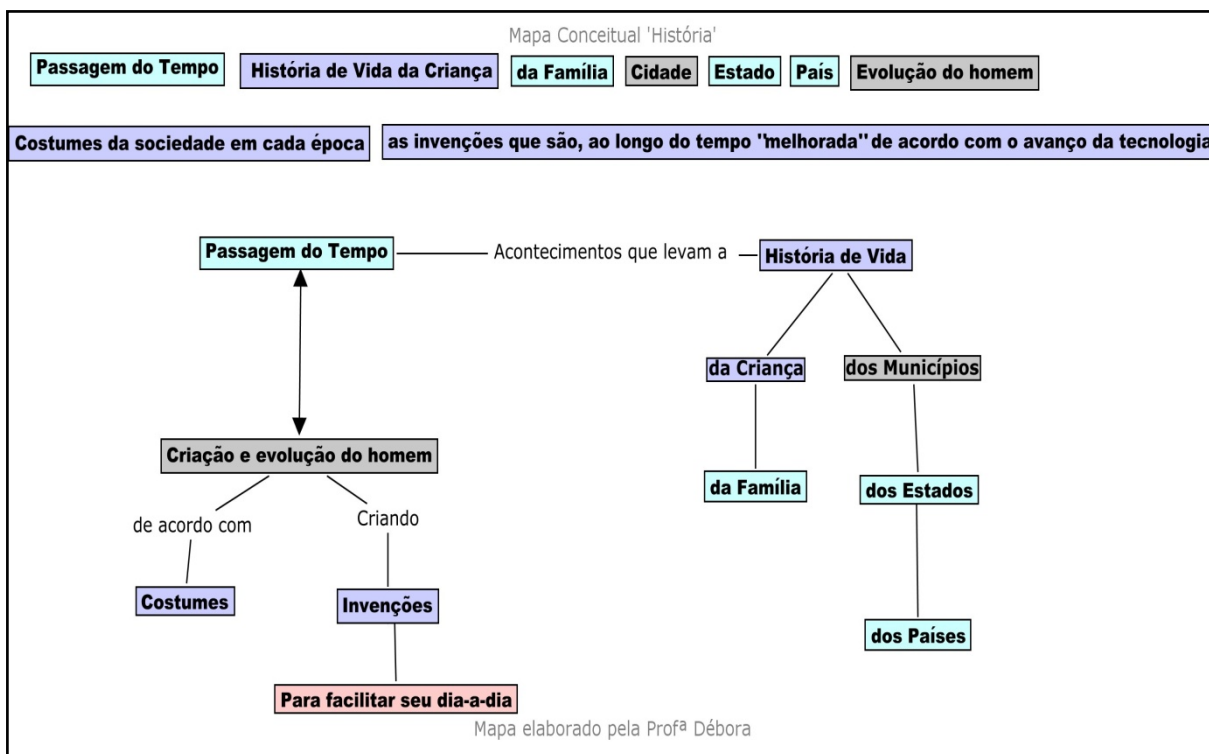 Mapa Conceitual 'História'
Passagem do Tempo História de Vida da Criança da Família Cidade Estado País Evolução do homem
Costumes da sociedade em cada época as invenções que são, ao longo do tempo "melhorada" de acordo com o avanço da tecnologia
Passagem do Tempo Acontecimentos que levam a História de Vida
da Criança dos Municípios
Criação e evolução do homem
da Família dos Estados
de acordo com Criando
Costumes Invenções
dos Países
Para facilitar seu dia-a-dia
Mapa elaborado pela Profª Débora